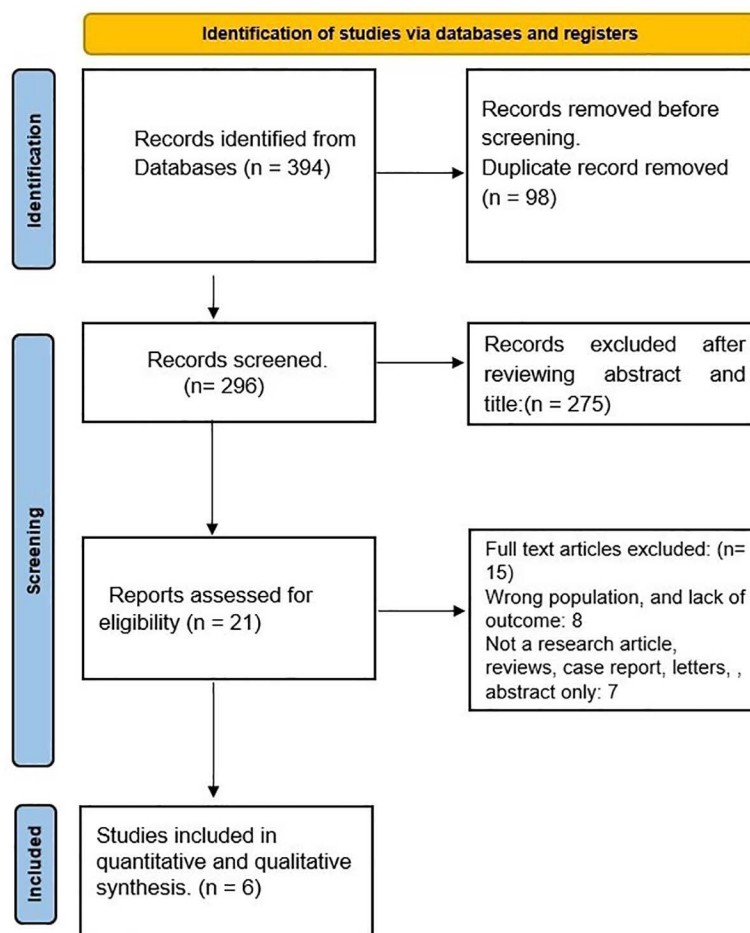 Identification of studies via databases and registers
Identification
Records identified from
Databases (n = 394)
Records removed before
screening.
Duplicate record removed
(n = 98)
Screening
Records screened.
(n= 296)
Records excluded after
reviewing abstract and
title:(n = 275)
Reports assessed for
eligibility (n = 21)
Full text articles excluded: (n=
15)
Wrong population, and lack of
outcome: 8
Not a research article,
reviews, case report, letters, ,
abstract only: 7
Included
Studies included in
quantitative and qualitative
synthesis. (n = 6)